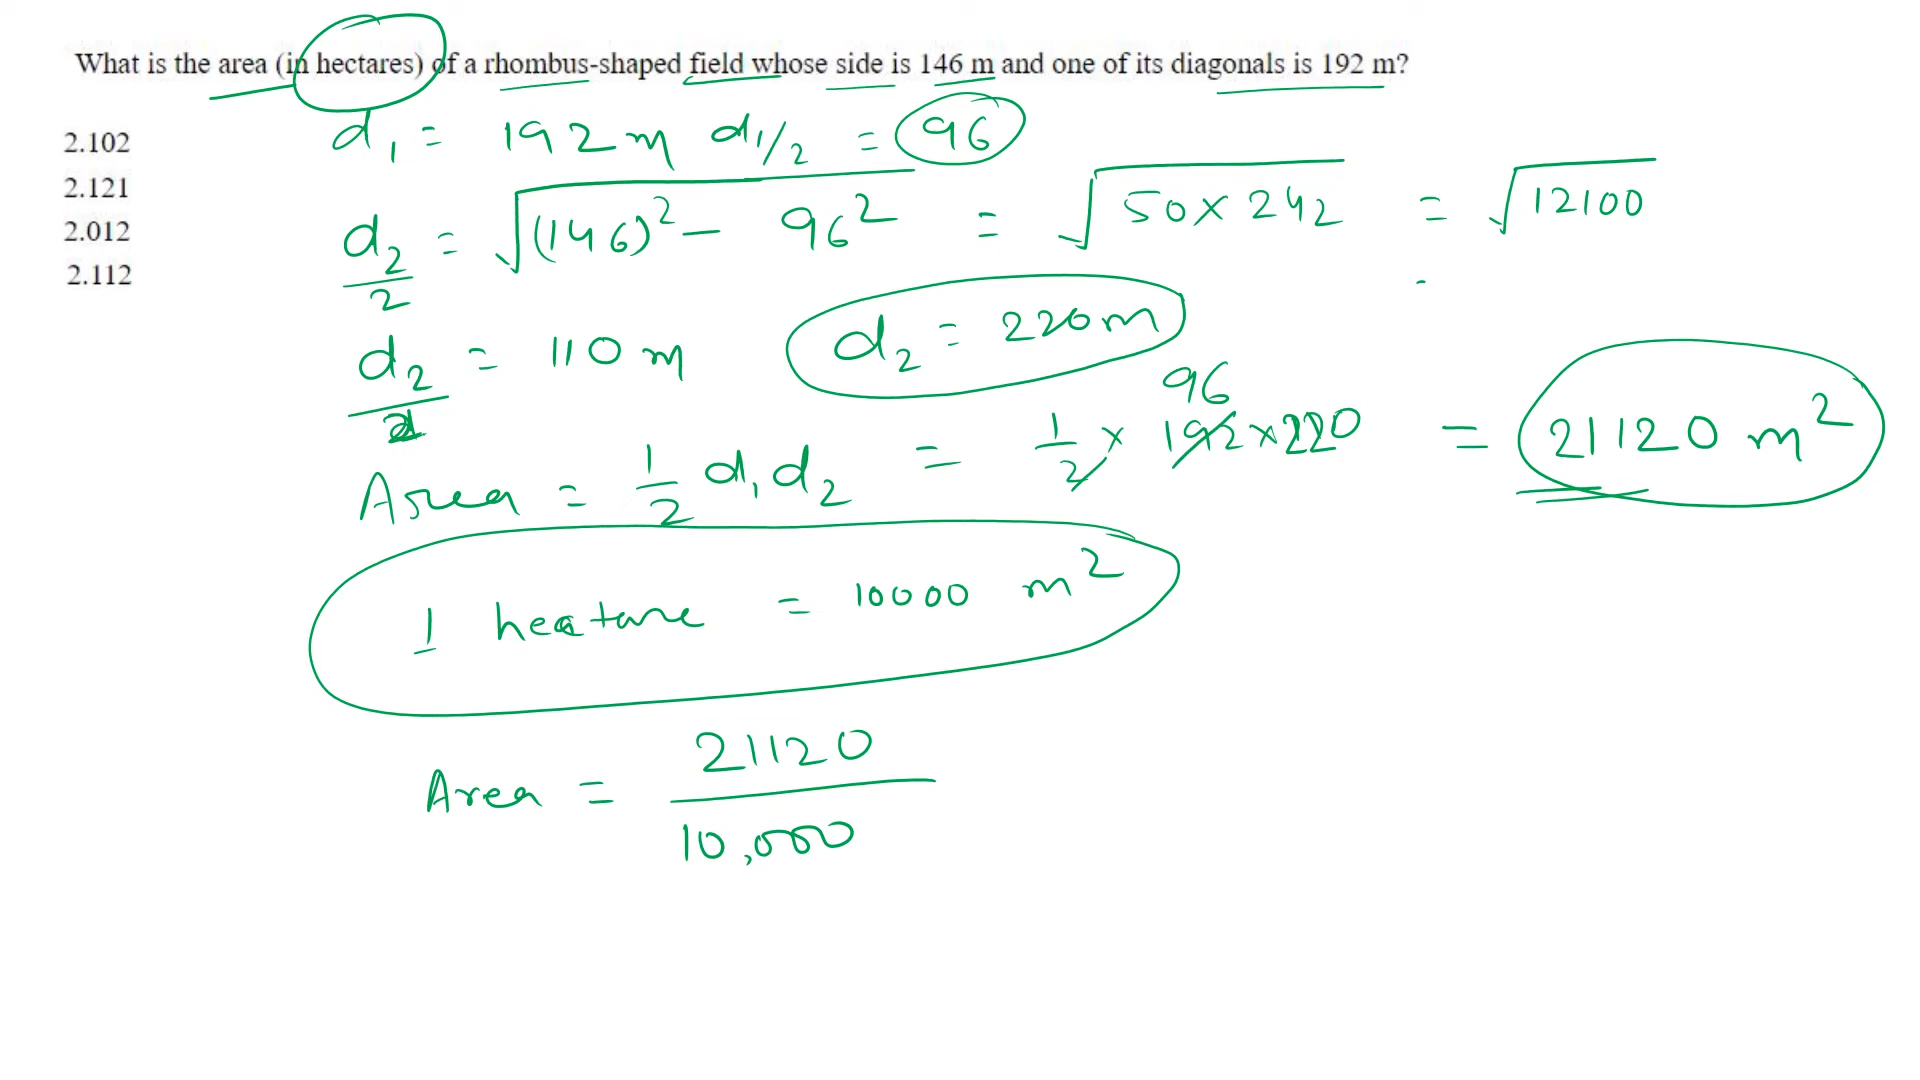 What is the area (in hectares) of a rhombus-shaped field whose side is 146 m and one of its diagonals is 192 m?
2.102
2.121
2.012
2.112
d₁ = 192 m d₁/2 = 96
d₂/2 = √((146)² - 96²) = √(50 × 242) = √12100
d₂/2 = 110 m d₂ = 220 m
96
Area = 1/2 d₁ d₂ = 1/2 × 192 × 220 = 21120 m²
1 hectare = 10000 m²
Area = 21120/10,000